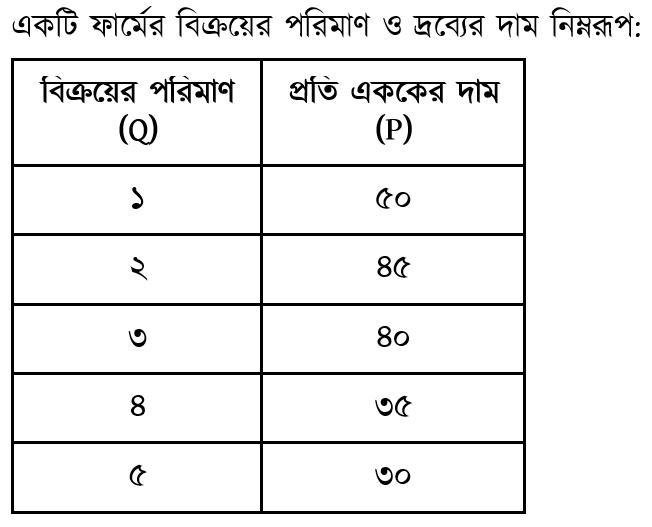 একটি ফার্মের বিক্রয়ের পরিমাণ ও দ্রব্যের দাম নিম্নরূপ:
বিক্রয়ের পরিমাণ (Q) প্রতি এককের দাম (P)
১ ৫০
২ ৪৫
৩ ৪০
৪ ৩৫
৫ ৩০